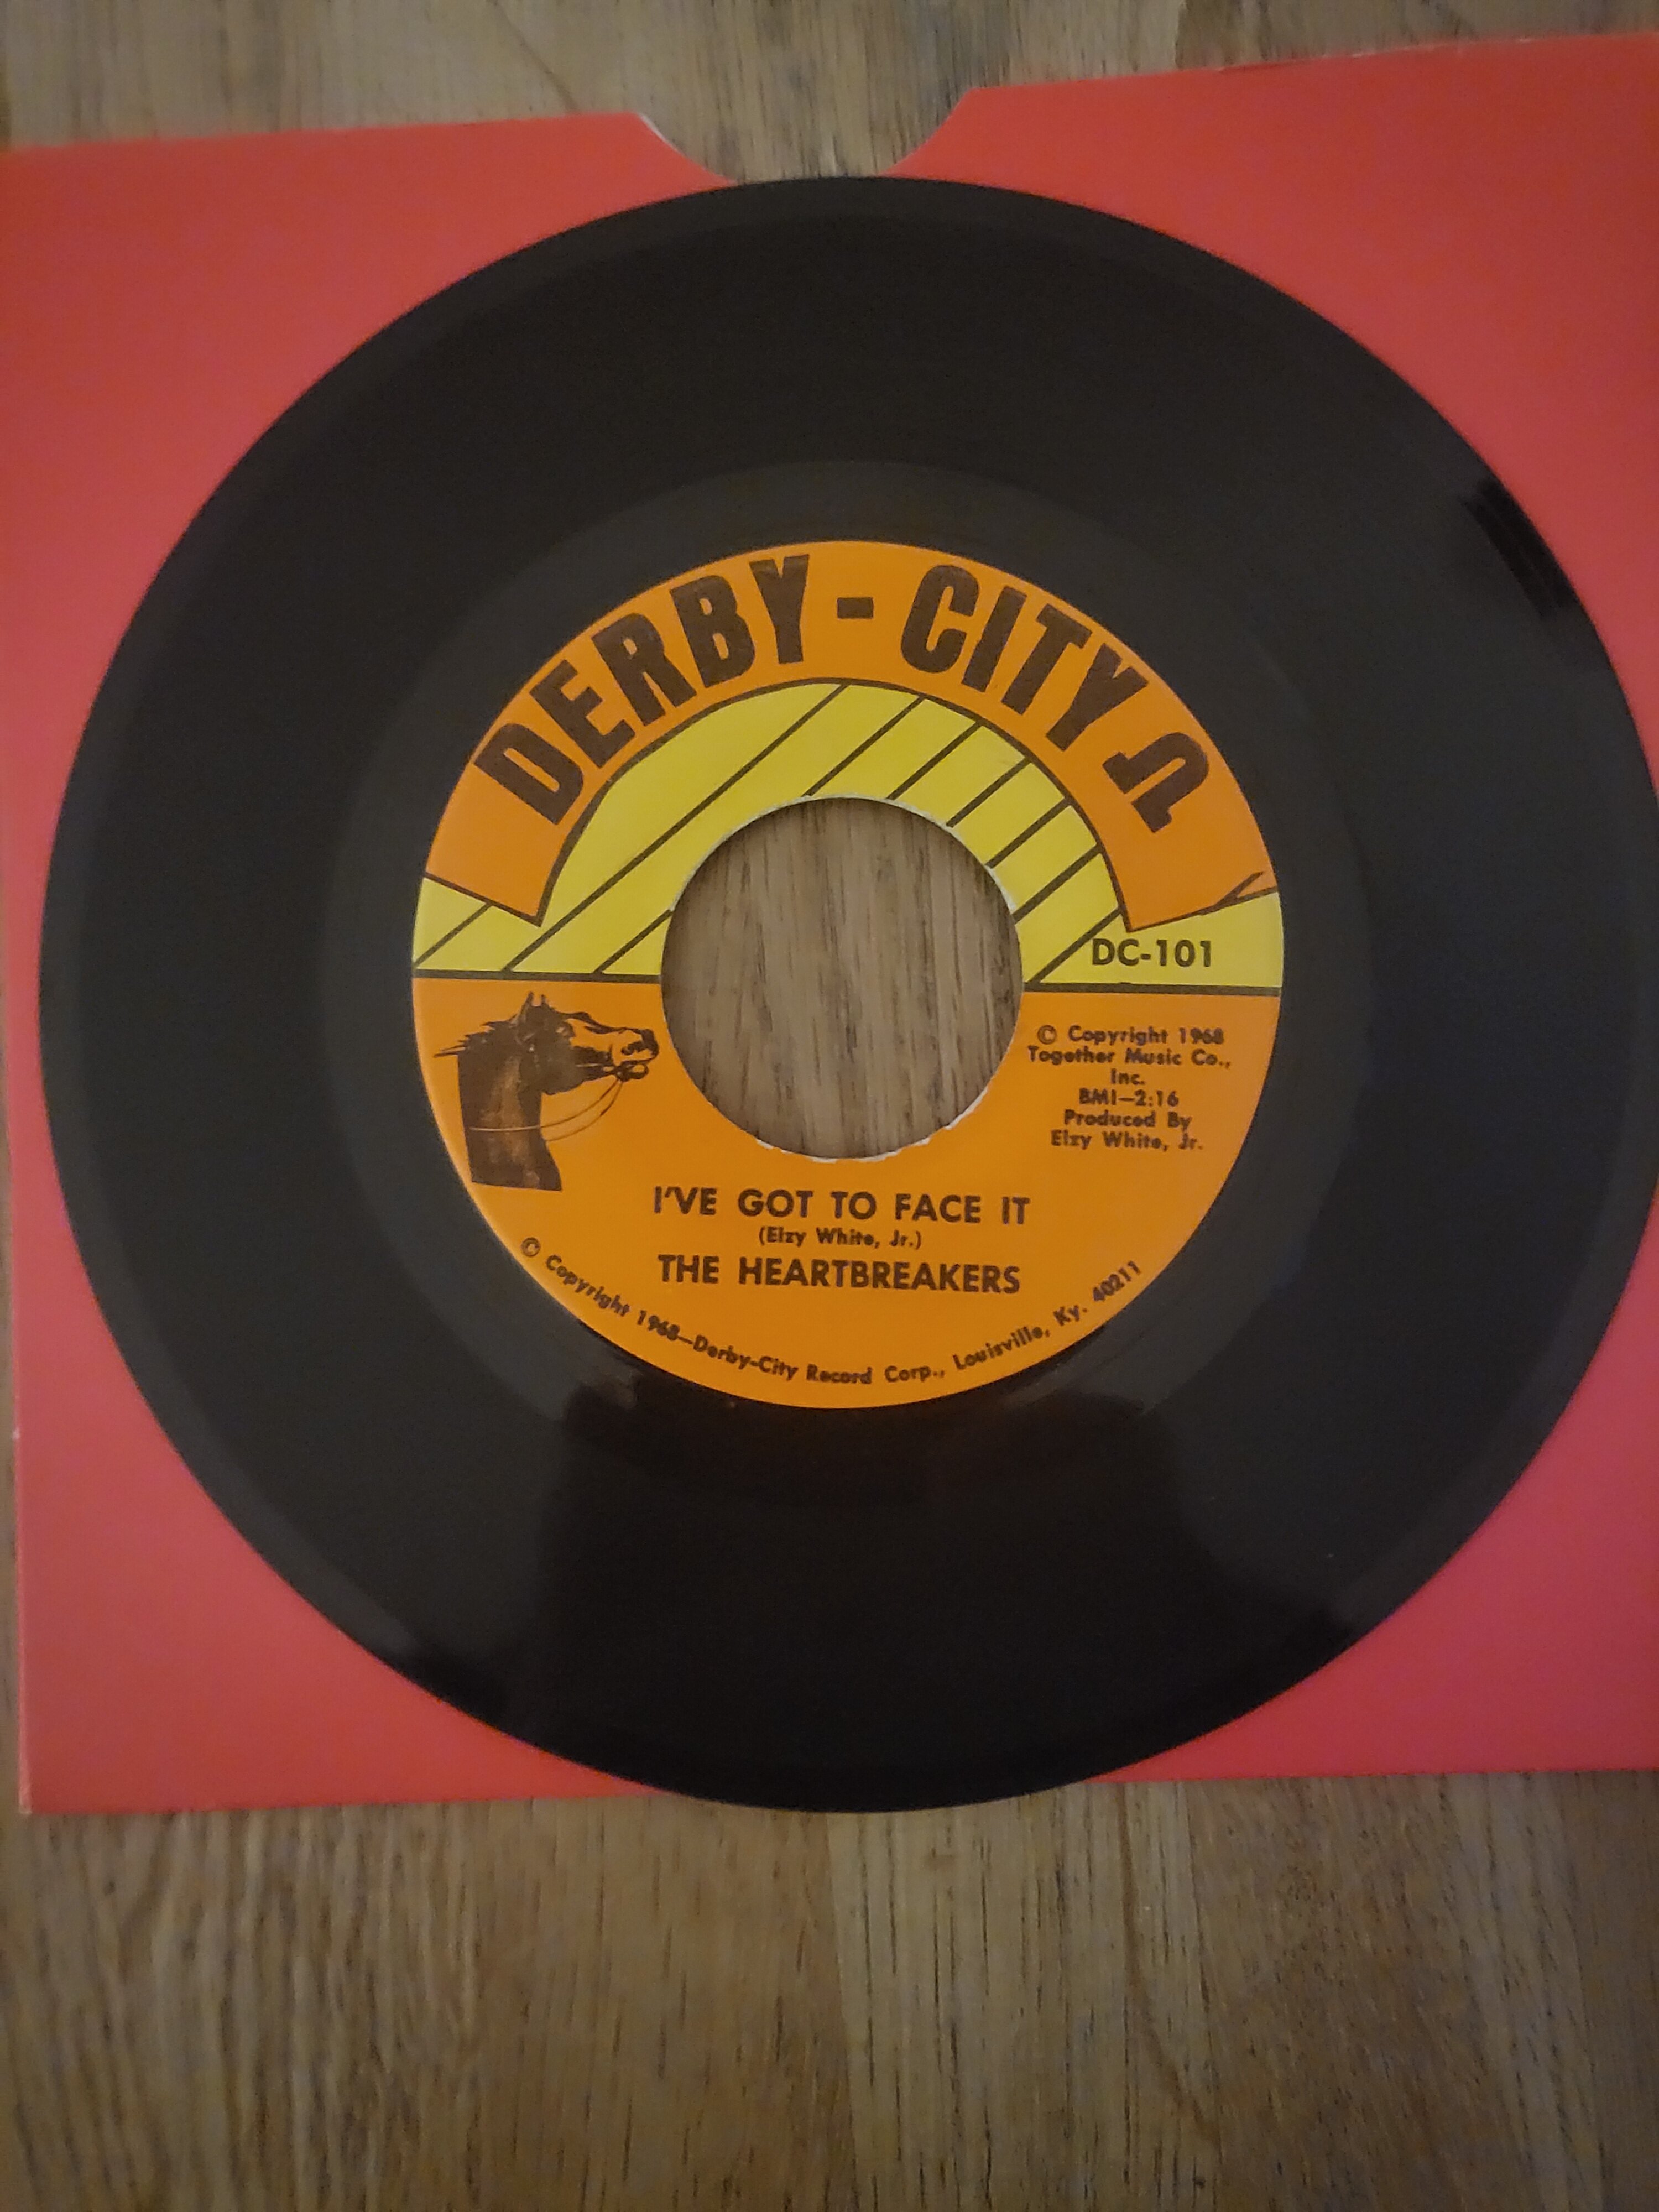 DERBY-CITY
DC-101
© Copyright 1968
Together Music Co.,
Inc.
BMI-2:16
Produced By
Elzy White, Jr.
I'VE GOT TO FACE IT
(Elzy White, Jr.)
THE HEARTBREAKERS
© Copyright 1968-Derby-City Record Corp., Louisville, Ky. 40211